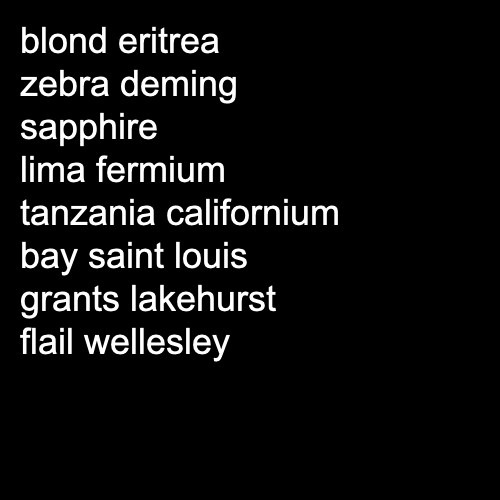 blond eritrea
zebra deming
sapphire
lima fermium
tanzania californium
bay saint louis
grants lakehurst
flail wellesley